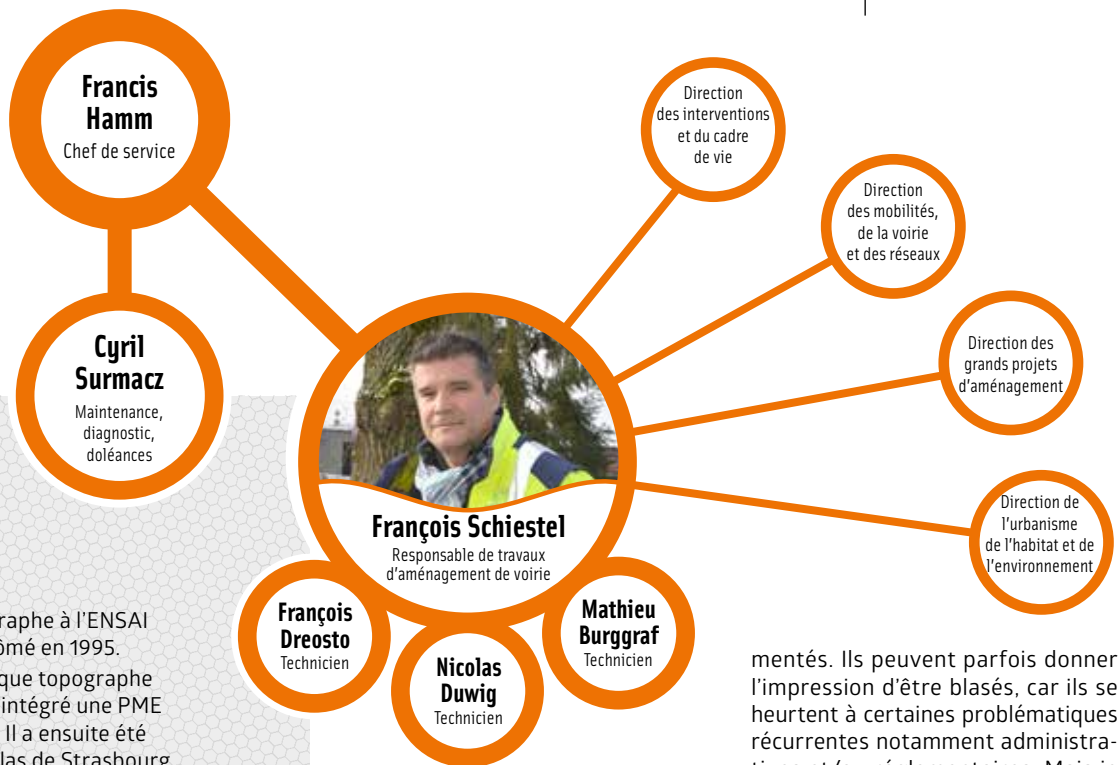 Francis
Hamm
Chef de service
Cyril
Surmacz
Maintenance,
diagnostic,
doléances
François Schiestel
Responsable de travaux
d'aménagement de voirie
François
Dreosto
Technicien
Nicolas
Duwig
Technicien
Mathieu
Burggraf
Technicien
Direction
des interventions
et du cadre
de vie
Direction
des mobilités,
de la voirie
et des réseaux
Direction des
grands projets
d'aménagement
Direction de
l'urbanisme
de l'habitat et de
l'environnement
raphe à l'ENSAI
ômé en 1995.
que topographe
intégré une PME
Il a ensuite été
las de Strasbourg
mentés. Ils peuvent parfois donner
l'impression d'être blasés, car ils se
heurtent à certaines problématiques
récurrentes notamment administra-